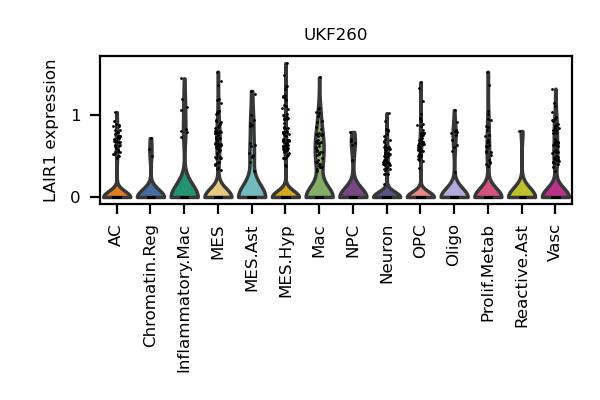 UKF260
LAIR1 expression
1
0
AC
Chromatin.Reg
Inflammatory.Mac
MES
MES.Ast
MES.Hyp
Mac
NPC
Neuron
OPC
Oligo
Prolif.Metab
Reactive.Ast
Vasc